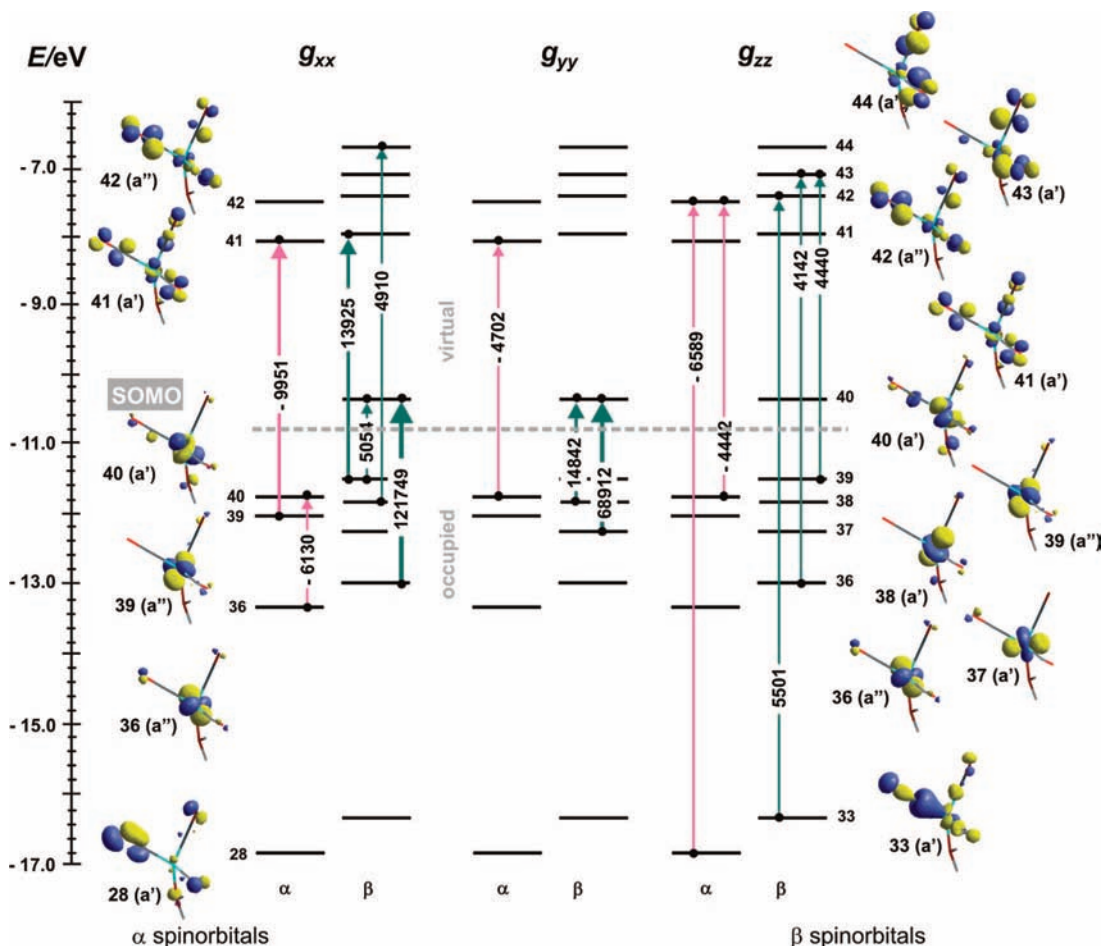 E/eV
g_xx
g_yy
g_zz
- 7.0
- 9.0
- 11.0
- 13.0
- 15.0
- 17.0
42 (a")
41 (a')
SOMO
40 (a')
39 (a")
36 (a")
28 (a')
42
41
40
39
36
28
- 9951
- 6130
13925
5054
4910
121749
virtual
occupied
- 4702
14842
68912
- 6589
- 4442
5501
4142
4440
44
43
42
41
40
39
38
37
36
33
44 (a')
43 (a')
42 (a")
41 (a')
40 (a')
39 (a")
38 (a')
37 (a')
36 (a")
33 (a')
α
β
α
β
α
β
α spinorbitals
β spinorbitals